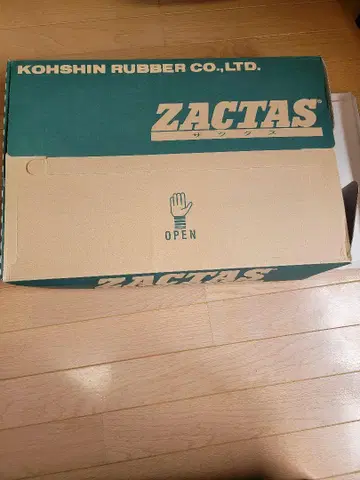 KOHSHIN RUBBER CO.,LTD.
ZACTAS
ザクタス
OPEN
ZACTAS